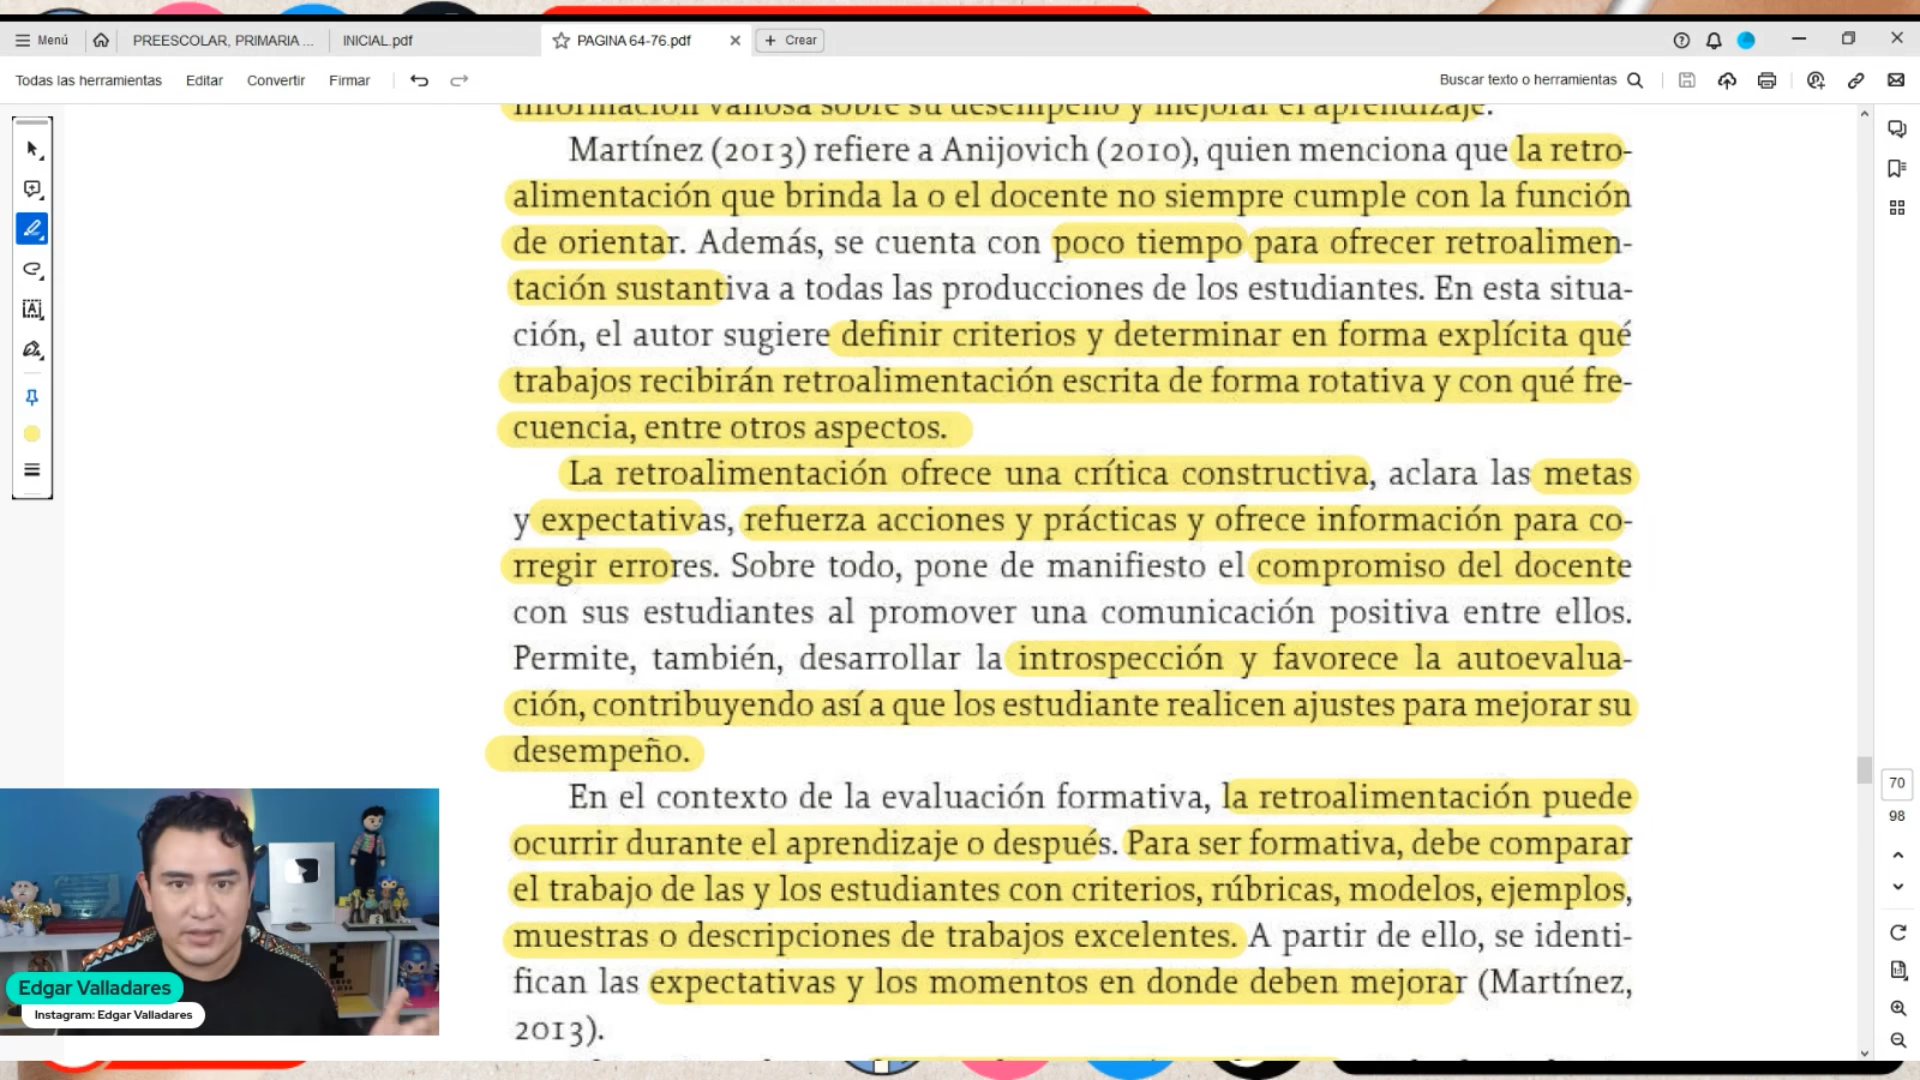 Menú
PREESCOLAR, PRIMARIA ...
INICIAL.pdf
PAGINA 64-76.pdf
Crear
Todas las herramientas
Editar
Convertir
Firmar
Buscar texto o herramientas
información valiosa sobre su desempeño y mejorar el aprendizaje.
Martínez (2013) refiere a Anijovich (2010), quien menciona que la retro-
alimentación que brinda la o el docente no siempre cumple con la función
de orientar. Además, se cuenta con poco tiempo para ofrecer retroalimen-
tación sustantiva a todas las producciones de los estudiantes. En esta situa-
ción, el autor sugiere definir criterios y determinar en forma explícita qué
trabajos recibirán retroalimentación escrita de forma rotativa y con qué fre-
cuencia, entre otros aspectos.
La retroalimentación ofrece una crítica constructiva, aclara las metas
y expectativas, refuerza acciones y prácticas y ofrece información para co-
rregir errores. Sobre todo, pone de manifiesto el compromiso del docente
con sus estudiantes al promover una comunicación positiva entre ellos.
Permite, también, desarrollar la introspección y favorece la autoevalua-
ción, contribuyendo así a que los estudiante realicen ajustes para mejorar su
desempeño.
En el contexto de la evaluación formativa, la retroalimentación puede
ocurrir durante el aprendizaje o después. Para ser formativa, debe comparar
el trabajo de las y los estudiantes con criterios, rúbricas, modelos, ejemplos,
muestras o descripciones de trabajos excelentes. A partir de ello, se identi-
fican las expectativas y los momentos en donde deben mejorar (Martínez,
2013).
70
98
Edgar Valladares
Instagram: Edgar Valladares